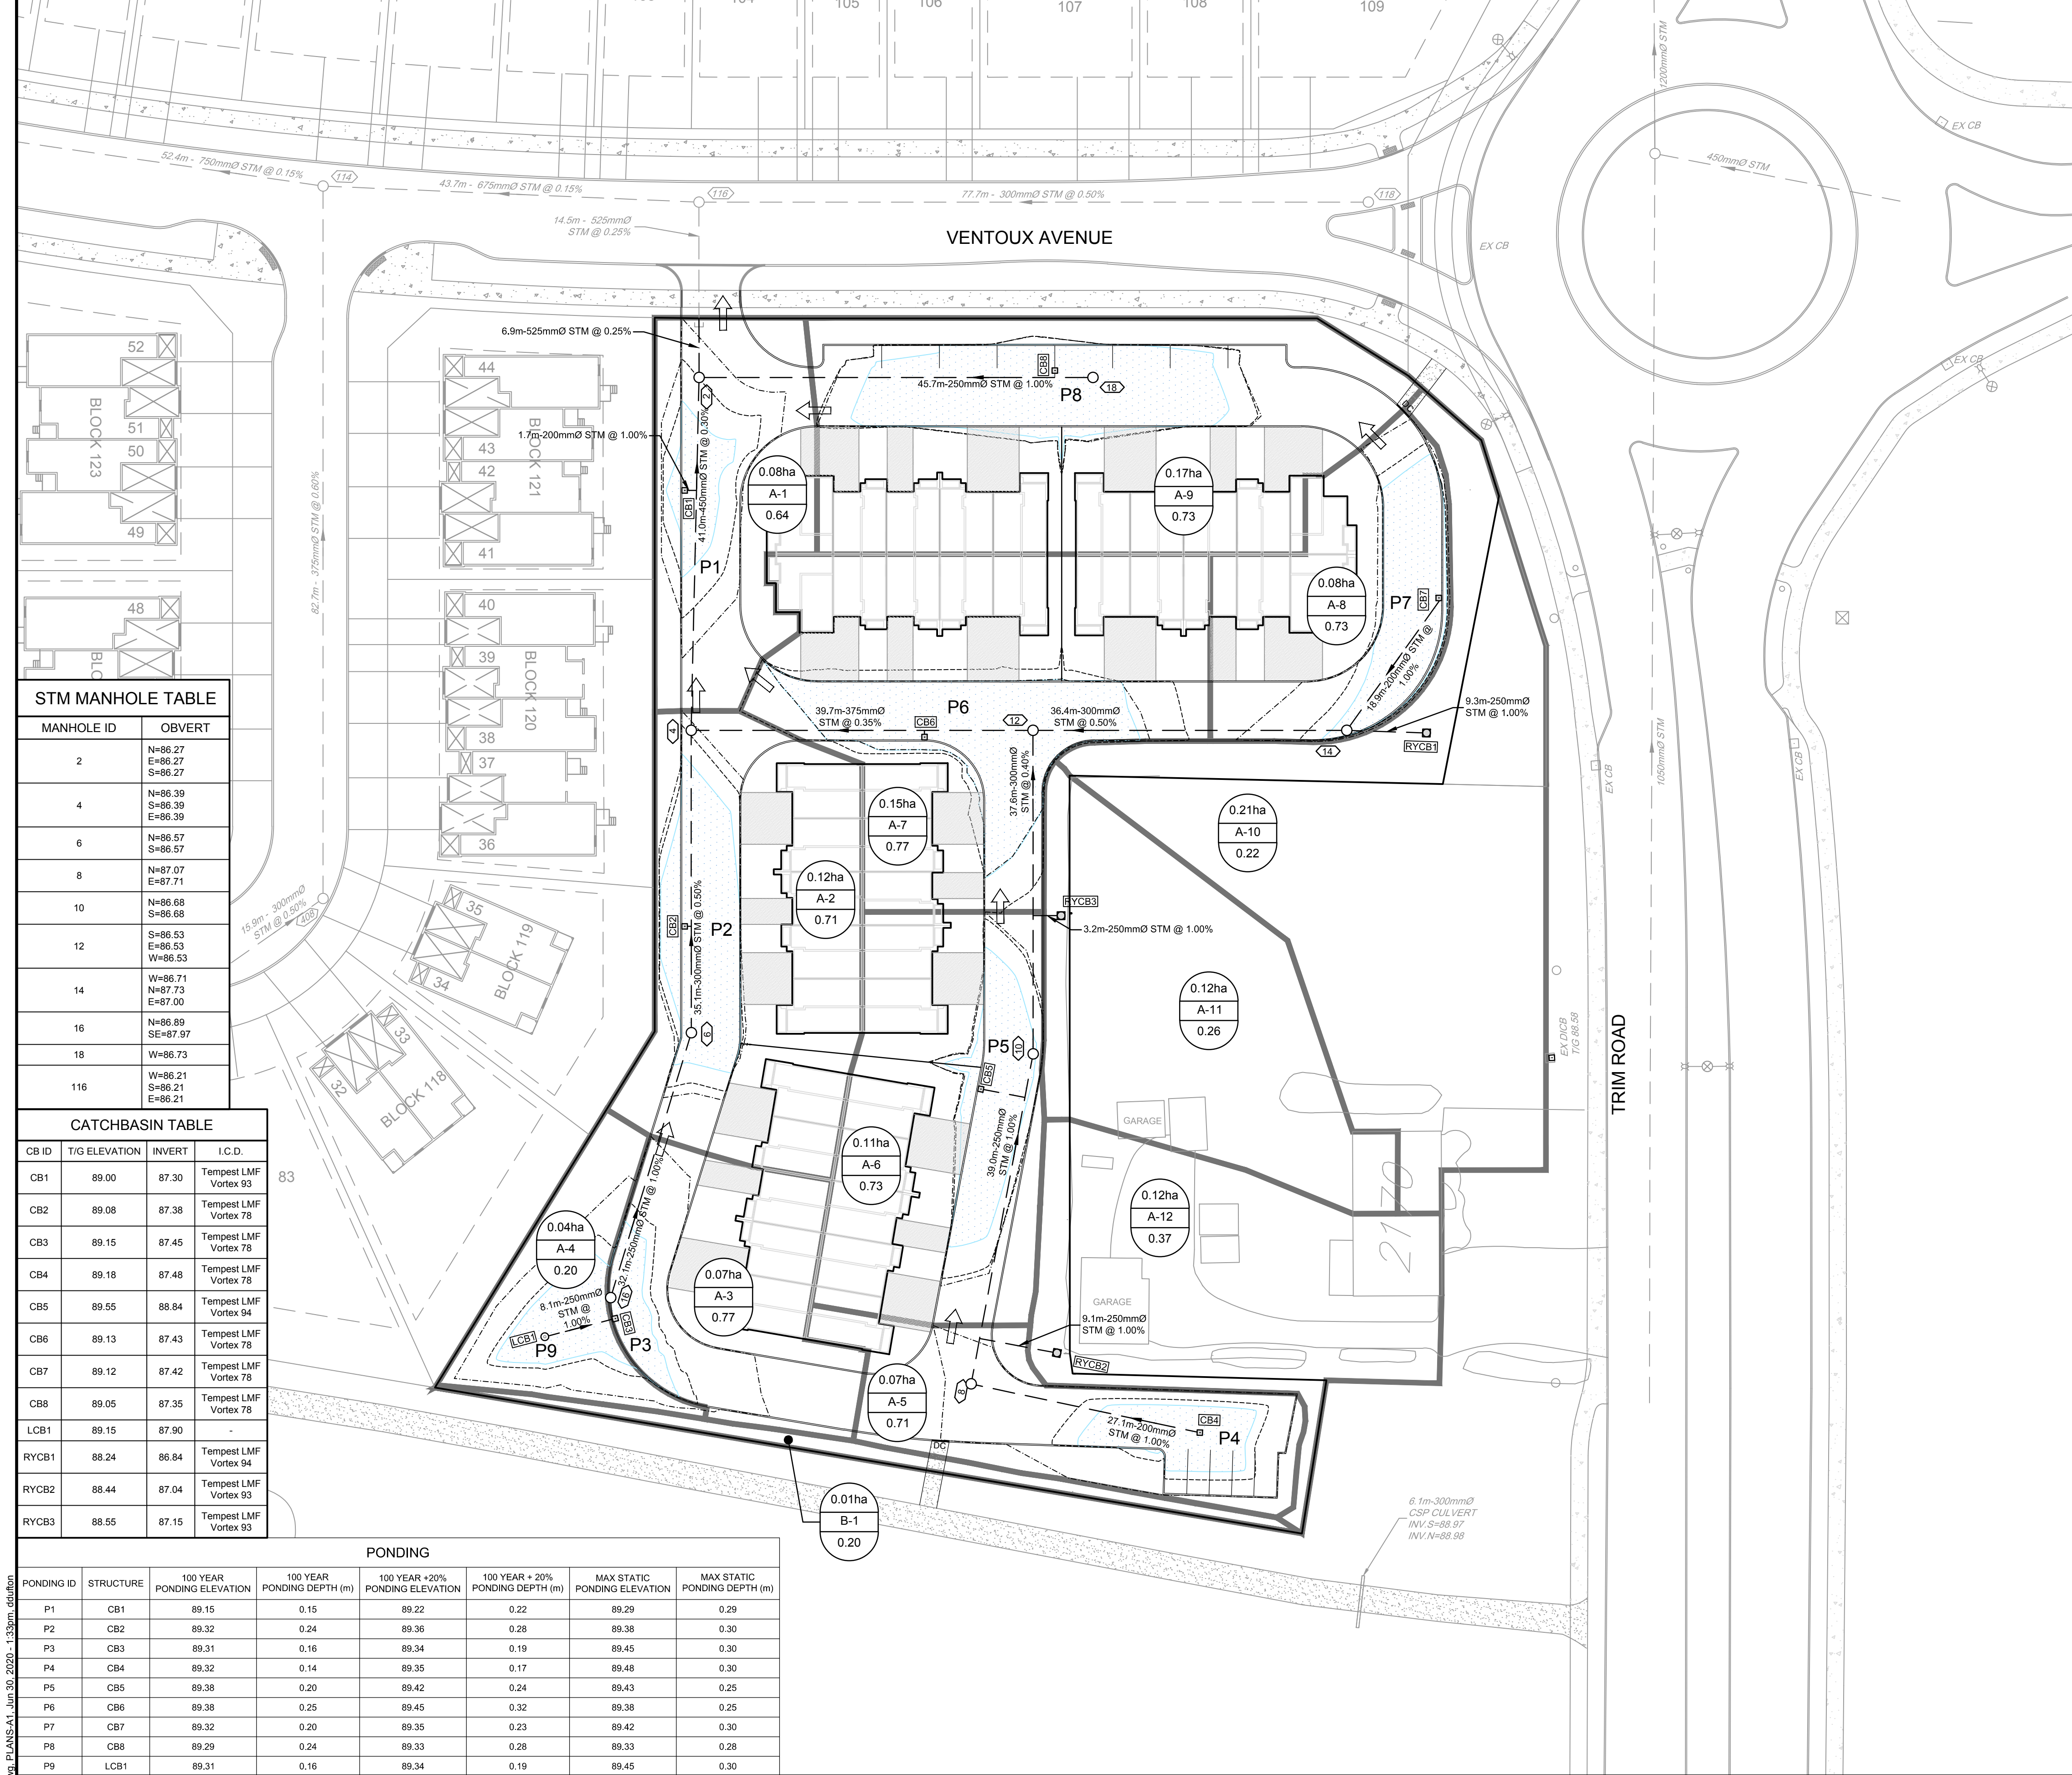 104
105
106
107
108
109
1200mmØ STM
EX CB
450mmØ STM
52.4m - 750mmØ STM @ 0.15%
114
43.7m - 675mmØ STM @ 0.15%
116
77.7m - 300mmØ STM @ 0.50%
118
14.5m - 525mmØ
STM @ 0.25%
VENTOUX AVENUE
EX CB
EX CB
6.9m-525mmØ STM @ 0.25%
2
CB8
45.7m-250mmØ STM @ 1.00%
18
P8
1.7m-200mmØ STM @ 1.00%
41.0m-450mmØ STM @ 0.30%
CB1
P1
52
51
50
49
48
BLOCK 123
44
43
42
41
BLOCK 121
40
39
38
37
36
BLOCK 120
82.7m - 375mmØ STM @ 0.60%
15.9m - 300mmØ
STM @ 0.50%
408
35
34
BLOCK 119
33
32
BLOCK 118
83
0.08ha
A-1
0.64
0.17ha
A-9
0.73
0.08ha
A-8
0.73
P7
CB7
18.9m-200mmØ STM @
1.00%
9.3m-250mmØ
STM @ 1.00%
RYCB1
14
P6
39.7m-375mmØ
STM @ 0.35%
CB6
12
36.4m-300mmØ
STM @ 0.50%
4
37.6m-300mmØ
STM @ 0.40%
0.15ha
A-7
0.77
0.12ha
A-2
0.71
0.21ha
A-10
0.22
RYCB3
3.2m-250mmØ STM @ 1.00%
CB2
P2
35.1m-300mmØ STM @ 0.50%
6
0.12ha
A-11
0.26
P5
10
CB5
39.0m-250mmØ
STM @ 1.00%
0.11ha
A-6
0.73
GARAGE
0.12ha
A-12
0.37
2170
GARAGE
0.04ha
A-4
0.20
32.1m-250mmØ STM @ 1.00%
0.07ha
A-3
0.77
8.1m-250mmØ
STM @
1.00%
16
CB3
LCB1
P9
P3
9.1m-250mmØ
STM @ 1.00%
RYCB2
8
0.07ha
A-5
0.71
27.1m-200mmØ
STM @ 1.00%
CB4
P4
DC
0.01ha
B-1
0.20
6.1m-300mmØ
CSP CULVERT
INV.S=88.97
INV.N=88.98
TRIM ROAD
EX DICB
T/G 88.58
EX CB
1050mmØ STM
EX CB
STM MANHOLE TABLE
MANHOLE ID OBVERT
2 N=86.27
E=86.27
S=86.27
4 N=86.39
S=86.39
E=86.39
6 N=86.57
S=86.57
8 N=87.07
E=87.71
10 N=86.68
S=86.68
12 S=86.53
E=86.53
W=86.53
14 W=86.71
N=87.73
E=87.00
16 N=86.89
SE=87.97
18 W=86.73
116 W=86.21
S=86.21
E=86.21
CATCHBASIN TABLE
CB ID T/G ELEVATION INVERT I.C.D.
CB1 89.00 87.30 Tempest LMF
Vortex 93
CB2 89.08 87.38 Tempest LMF
Vortex 78
CB3 89.15 87.45 Tempest LMF
Vortex 78
CB4 89.18 87.48 Tempest LMF
Vortex 78
CB5 89.55 88.84 Tempest LMF
Vortex 94
CB6 89.13 87.43 Tempest LMF
Vortex 78
CB7 89.12 87.42 Tempest LMF
Vortex 78
CB8 89.05 87.35 Tempest LMF
Vortex 78
LCB1 89.15 87.90 -
RYCB1 88.24 86.84 Tempest LMF
Vortex 94
RYCB2 88.44 87.04 Tempest LMF
Vortex 93
RYCB3 88.55 87.15 Tempest LMF
Vortex 93
PONDING
PONDING ID STRUCTURE 100 YEAR PONDING ELEVATION 100 YEAR PONDING DEPTH (m) 100 YEAR +20% PONDING ELEVATION 100 YEAR + 20% PONDING DEPTH (m) MAX STATIC PONDING ELEVATION MAX STATIC PONDING DEPTH (m)
P1 CB1 89.15 0.15 89.22 0.22 89.29 0.29
P2 CB2 89.32 0.24 89.36 0.28 89.38 0.30
P3 CB3 89.31 0.16 89.34 0.19 89.45 0.30
P4 CB4 89.32 0.14 89.35 0.17 89.48 0.30
P5 CB5 89.38 0.20 89.42 0.24 89.43 0.25
P6 CB6 89.38 0.25 89.45 0.32 89.38 0.25
P7 CB7 89.32 0.20 89.35 0.23 89.42 0.30
P8 CB8 89.29 0.24 89.33 0.28 89.33 0.28
P9 LCB1 89.31 0.16 89.34 0.19 89.45 0.30
PLANS-A1, Jun 30, 2020 - 1:33pm, ddufton